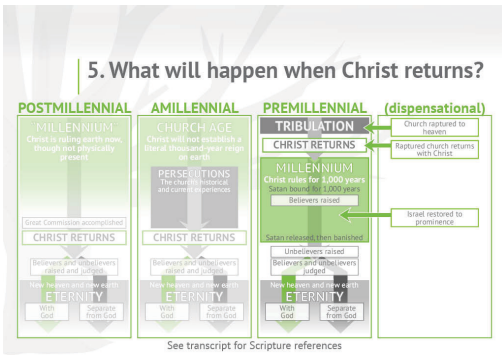 5. What will happen when Christ returns?
POSTMILLENNIAL
MILLENNIUM
Christ is ruling earth now,
though not physically
present
Great Commission accomplished
CHRIST RETURNS
Believers and unbelievers
raised and judged
New heaven and new earth
ETERNITY
With
God
Separate
from God
AMILLENNIAL
CHURCH AGE
Christ will not establish a
literal thousand-year reign
on earth
PERSECUTIONS
The church's historical
and current experiences
CHRIST RETURNS
Believers and unbelievers
raised and judged
New heaven and new earth
ETERNITY
With
God
Separate
from God
PREMILLENNIAL
TRIBULATION
CHRIST RETURNS
MILLENNIUM
Christ rules for 1,000 years
Satan bound for 1,000 years
Believers raised
Satan released, then banished
Unbelievers raised
Believers and unbelievers
judged
New heaven and new earth
ETERNITY
With
God
Separate
from God
(dispensational)
Church raptured to
heaven
Raptured church returns
with Christ
Israel restored to
prominence
See transcript for Scripture references